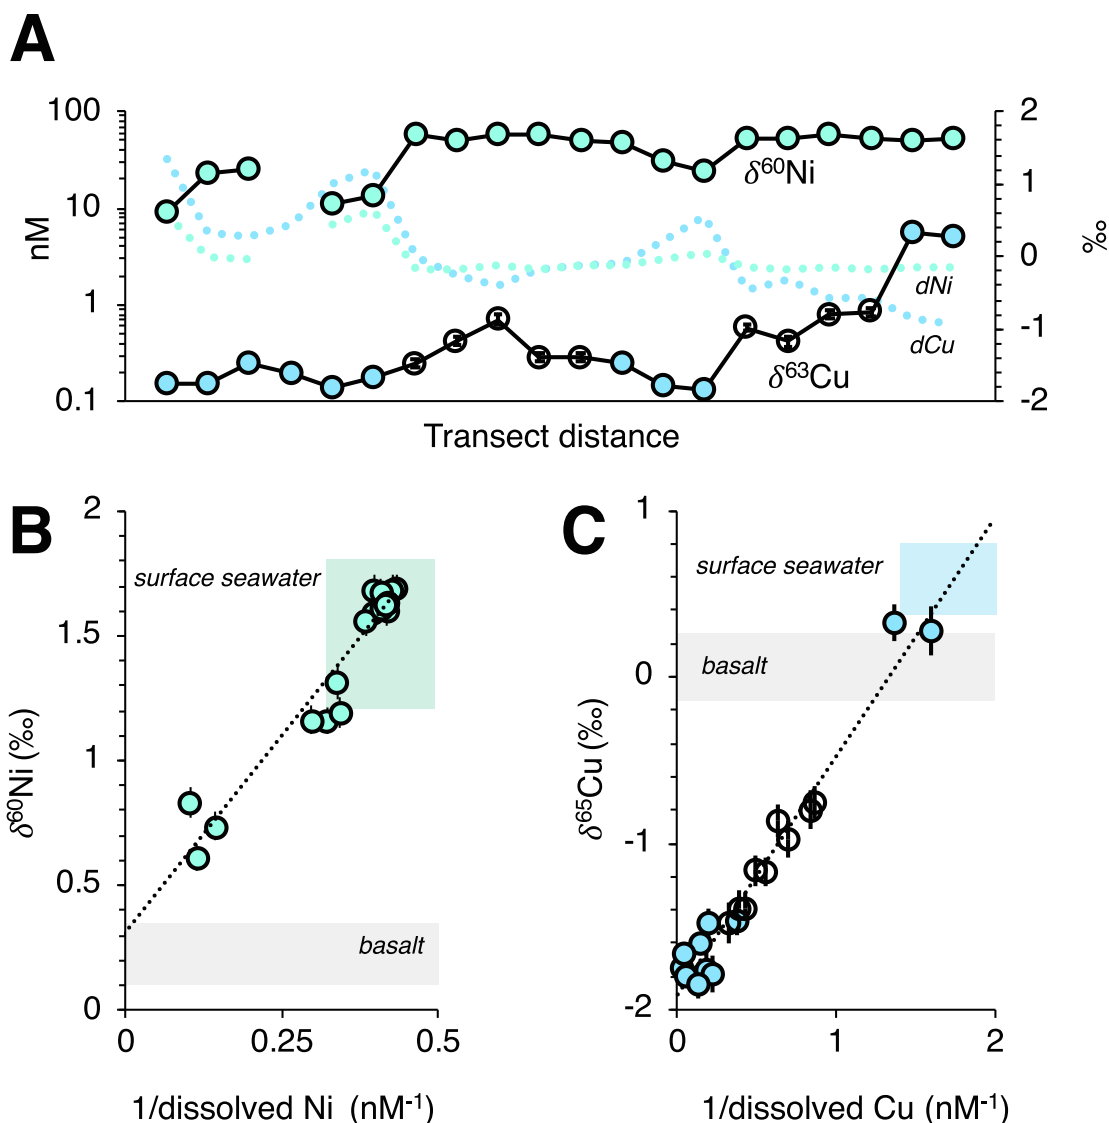 A
100
10
1
0.1
nM
2
1
0
-1
-2
‰
δ60Ni
dNi
dCu
δ63Cu
Transect distance
B
2
1.5
1
0.5
0
δ60Ni (‰)
surface seawater
basalt
0
0.25
0.5
1/dissolved Ni (nM-1)
C
1
0
-1
-2
δ65Cu (‰)
surface seawater
basalt
0
1
2
1/dissolved Cu (nM-1)